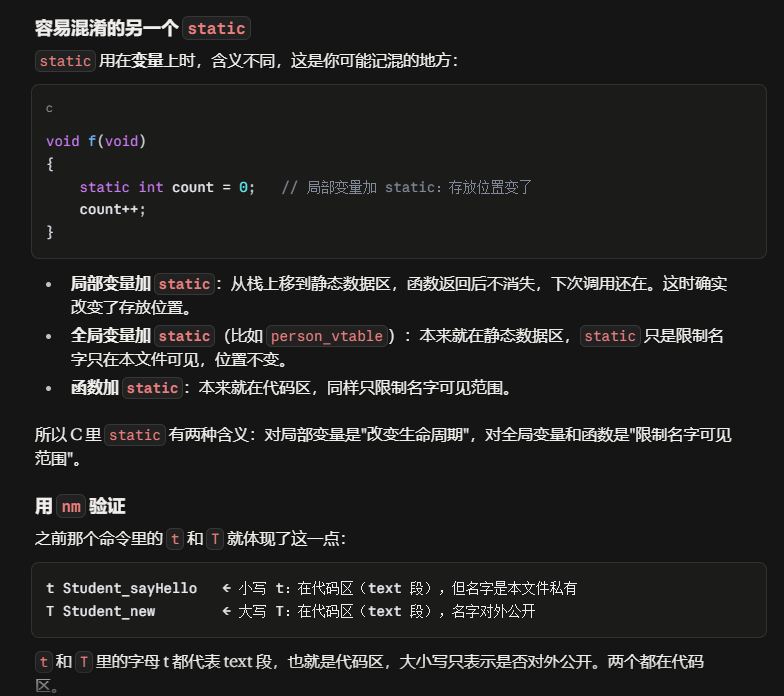 容易混淆的另一个 static
static 用在变量上时，含义不同，这是你可能记混的地方：
c
void f(void)
{
    static int count = 0;   // 局部变量加 static：存放位置变了
    count++;
}
• 局部变量加 static：从栈上移到静态数据区，函数返回后不消失，下次调用还在。这时确实
改变了存放位置。
• 全局变量加 static（比如 person_vtable）：本来就在静态数据区，static 只是限制名
字只在本文件可见，位置不变。
• 函数加 static：本来就在代码区，同样只限制名字可见范围。
所以 C 里 static 有两种含义：对局部变量是"改变生命周期"，对全局变量和函数是"限制名字可见
范围"。
用 nm 验证
之前那个命令里的 t 和 T 就体现了这一点：
t Student_sayHello   ← 小写 t：在代码区（text 段），但名字是本文件私有
T Student_new        ← 大写 T：在代码区（text 段），名字对外公开
t 和 T 里的字母 t 都代表 text 段，也就是代码区，大小写只表示是否对外公开。两个都在代码
区。